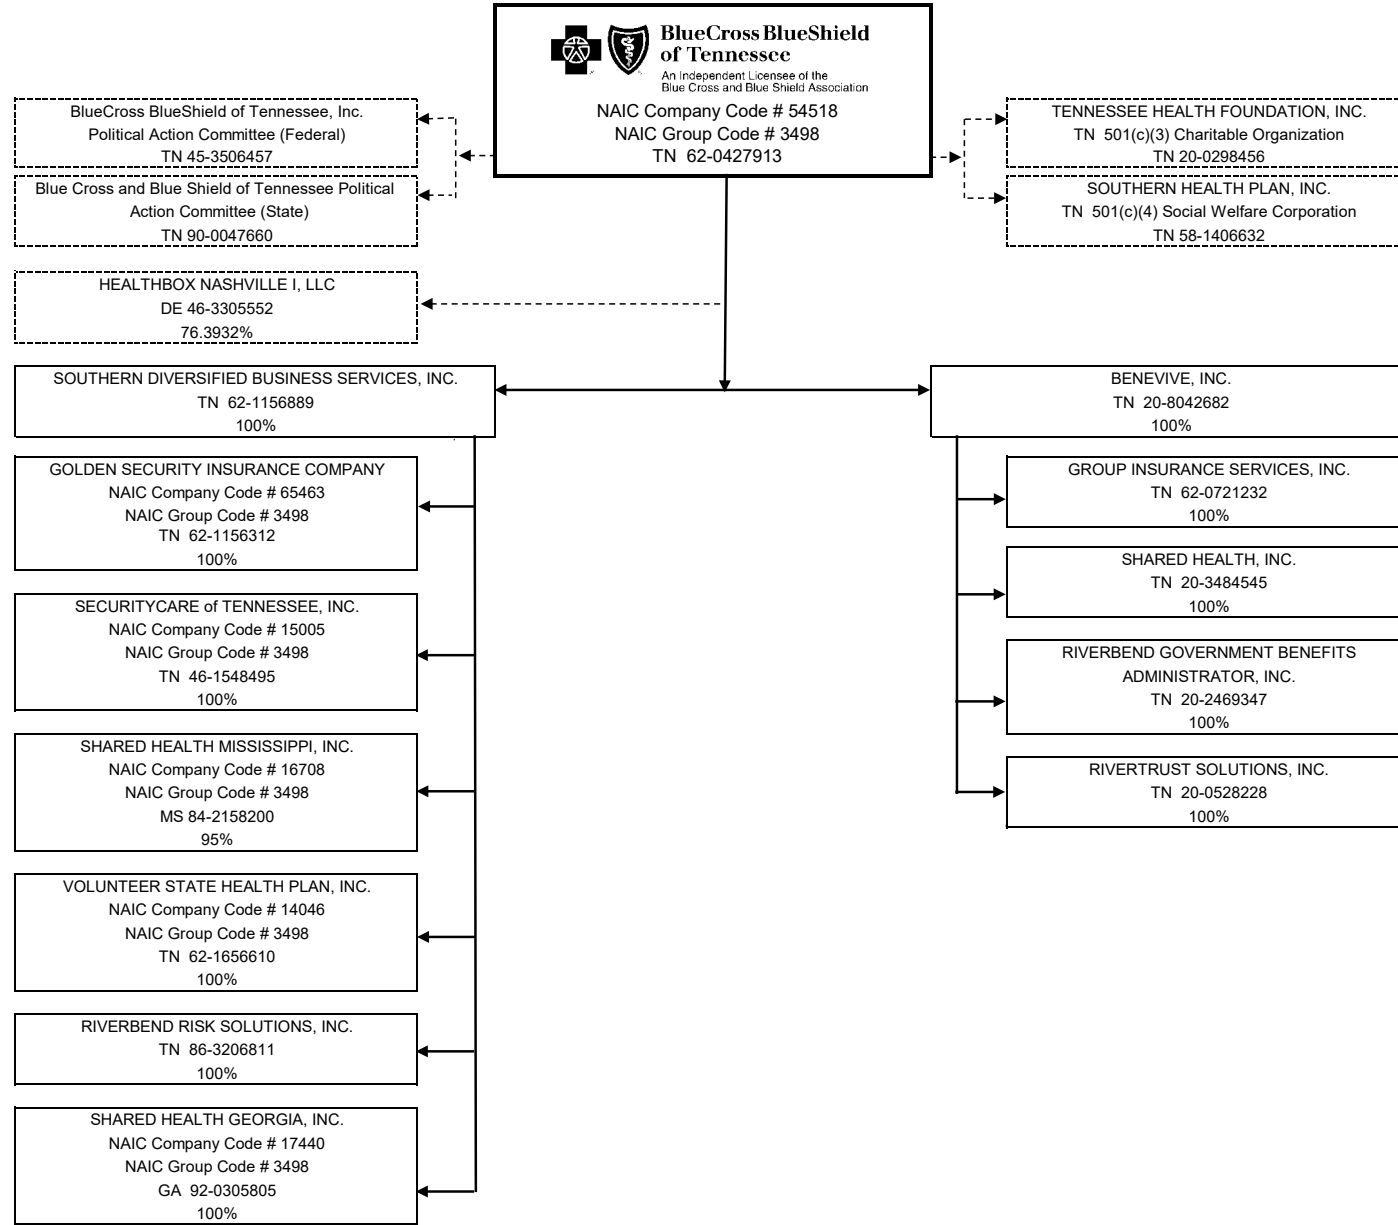 BlueCross BlueShield
of Tennessee
An Independent Licensee of the
Blue Cross and Blue Shield Association
NAIC Company Code # 54518
NAIC Group Code # 3498
TN 62-0427913
BlueCross BlueShield of Tennessee, Inc.
Political Action Committee (Federal)
TN 45-3506457
Blue Cross and Blue Shield of Tennessee Political
Action Committee (State)
TN 90-0047660
TENNESSEE HEALTH FOUNDATION, INC.
TN 501(c)(3) Charitable Organization
TN 20-0298456
SOUTHERN HEALTH PLAN, INC.
TN 501(c)(4) Social Welfare Corporation
TN 58-1406632
HEALTHBOX NASHVILLE I, LLC
DE 46-3305552
76.3932%
SOUTHERN DIVERSIFIED BUSINESS SERVICES, INC.
TN 62-1156889
100%
GOLDEN SECURITY INSURANCE COMPANY
NAIC Company Code # 65463
NAIC Group Code # 3498
TN 62-1156312
100%
SECURITYCARE of TENNESSEE, INC.
NAIC Company Code # 15005
NAIC Group Code # 3498
TN 46-1548495
100%
SHARED HEALTH MISSISSIPPI, INC.
NAIC Company Code # 16708
NAIC Group Code # 3498
MS 84-2158200
95%
VOLUNTEER STATE HEALTH PLAN, INC.
NAIC Company Code # 14046
NAIC Group Code # 3498
TN 62-1656610
100%
RIVERBEND RISK SOLUTIONS, INC.
TN 86-3206811
100%
SHARED HEALTH GEORGIA, INC.
NAIC Company Code # 17440
NAIC Group Code # 3498
GA 92-0305805
100%
BENEVIVE, INC.
TN 20-8042682
100%
GROUP INSURANCE SERVICES, INC.
TN 62-0721232
100%
SHARED HEALTH, INC.
TN 20-3484545
100%
RIVERBEND GOVERNMENT BENEFITS
ADMINISTRATOR, INC.
TN 20-2469347
100%
RIVERTRUST SOLUTIONS, INC.
TN 20-0528228
100%